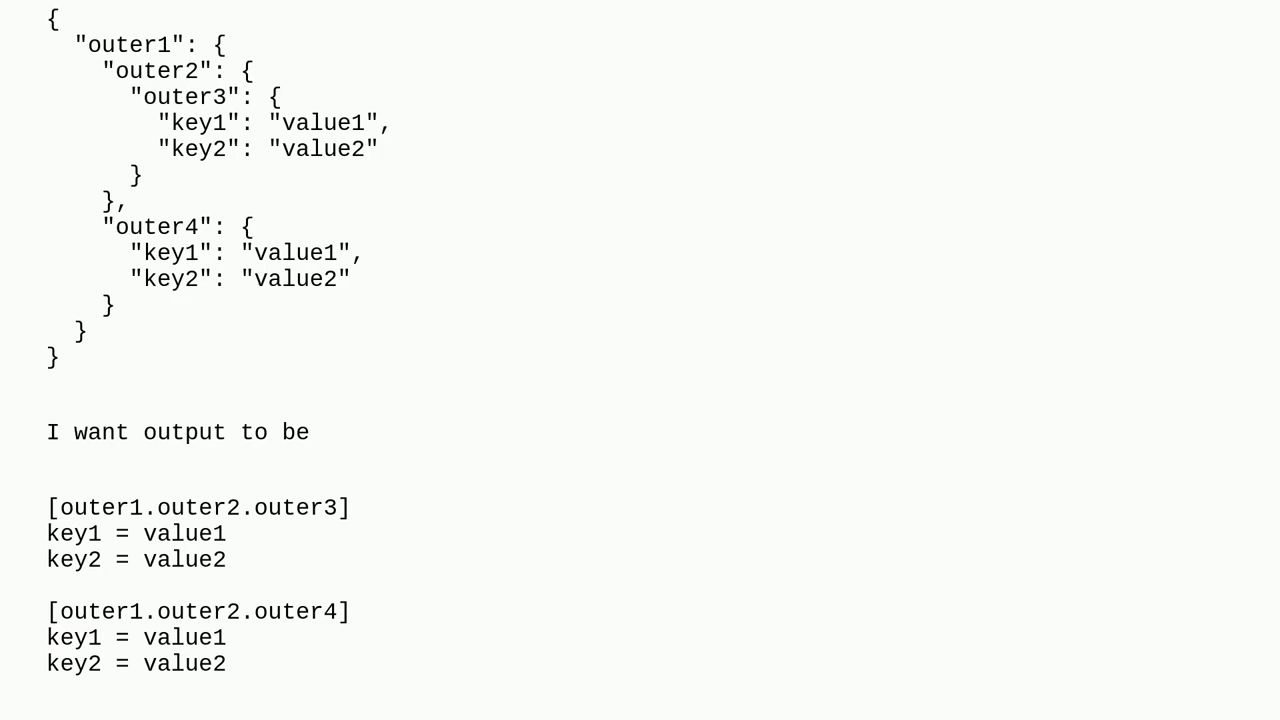 {
  "outer1": {
    "outer2": {
      "outer3": {
        "key1": "value1",
        "key2": "value2"
      }
    },
    "outer4": {
      "key1": "value1",
      "key2": "value2"
    }
  }
}
I want output to be
[outer1.outer2.outer3]
key1 = value1
key2 = value2
[outer1.outer2.outer4]
key1 = value1
key2 = value2